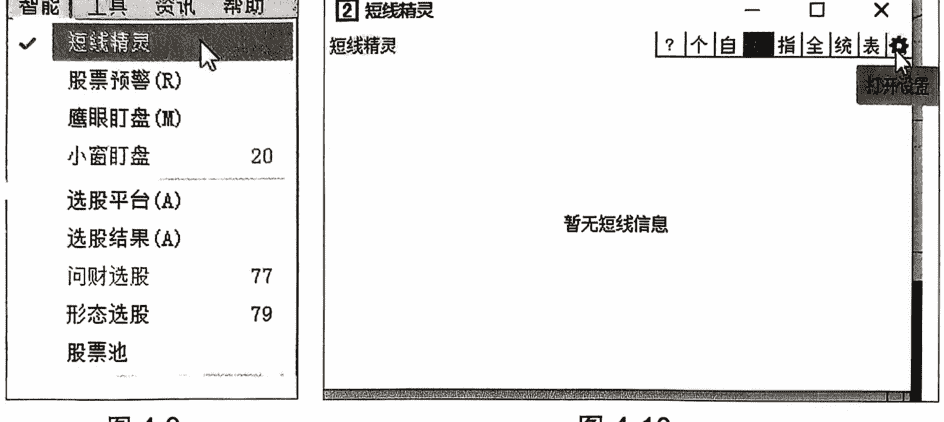 智能 工具 资讯 帮助
短线精灵
股票预警(R)
鹰眼盯盘(M)
小窗盯盘 20
选股平台(A)
选股结果(A)
问财选股 77
形态选股 79
股票池
2 短线精灵
短线精灵 ? 个 自 指 全 统 表
打开设置
暂无短线信息
图 4-9
图 4-10